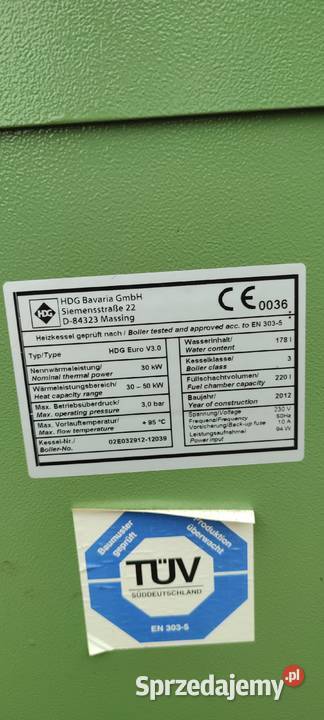 HDG
HDG Bavaria GmbH
Siemensstraße 22
D-84323 Massing
CE 0036
Heizkessel geprüft nach / Boiler tested and approved acc. to EN 303-5
Typ/Type HDG Euro V3.0
Nennwärmeleistung/ 30 kW
Nominal thermal power
Wärmeleistungsbereich/ 30 – 50 kW
Heat capacity range
Max. Betriebsüberdruck/ 3,0 bar
Max. operating pressure
Max. Vorlauftemperatur/ + 95 °C
Max. flow temperature
Kessel-Nr./ 02E032912-12039
Boiler-No.
Wasserinhalt/ 178 l
Water content
Kesselklasse/ 3
Boiler class
Füllschachtvolumen/ 220 l
Fuel chamber capacity
Baujahr/ 2012
Year of construction
Spannung/Voltage 230 V
Frequenz/Frequency 50Hz
Vorsicherung/Back-up fuse 10 A
Leistungsaufnahme/ 94 W
Power input
Baumuster
geprüft
Produktion
überwacht
TÜV
SÜDDEUTSCHLAND
EN 303-5
Sprzedajemy.pl